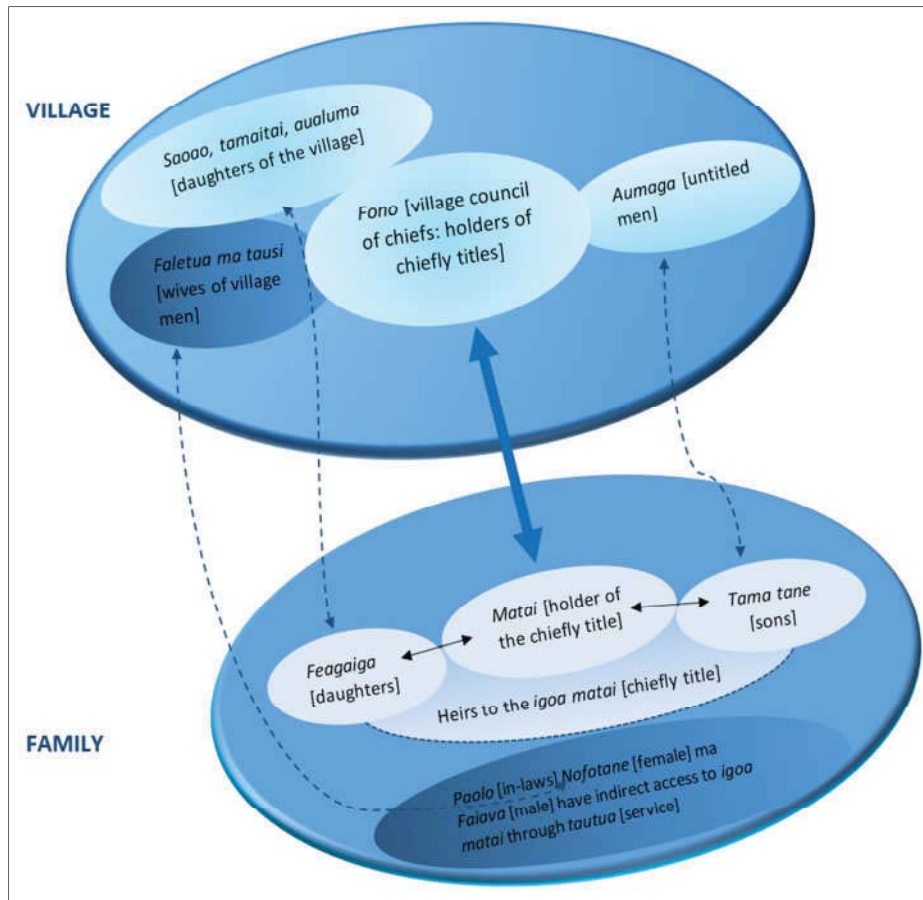 VILLAGE
Saoao, tamaitai, aualuma
[daughters of the village]
Fono [village council
of chiefs: holders of
chiefly titles]
Aumaga [untitled
men]
Faletua ma tausi
[wives of village
men]
Matai [holder of
the chiefly title]
Tama tane
[sons]
Feagaiga
[daughters]
Heirs to the igoa matai [chiefly title]
FAMILY
Paolo [in-laws] Nofotane [female] ma
Faiava [male] have indirect access to igoa
matai through tautua [service]